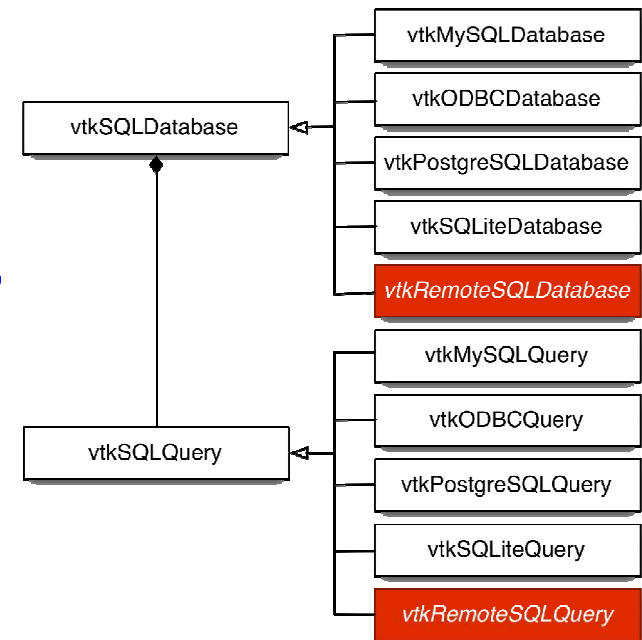 vtkMySQLDatabase
vtkODBCDatabase
vtkSQLDatabase
vtkPostgreSQLDatabase
vtkSQLiteDatabase
vtkRemoteSQLDatabase
vtkMySQLQuery
vtkODBCQuery
vtkSQLQuery
vtkPostgreSQLQuery
vtkSQLiteQuery
vtkRemoteSQLQuery